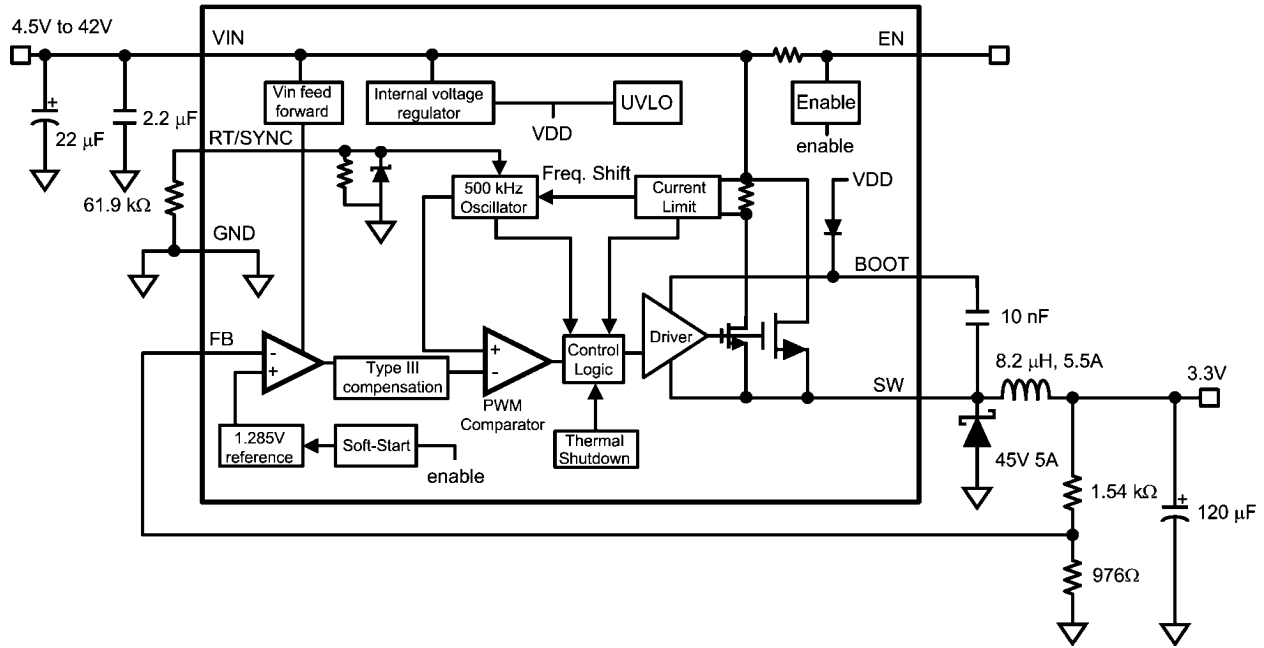 4.5V to 42V
VIN
EN
Vin feed
forward
Internal voltage
regulator
UVLO
VDD
Enable
enable
22 μF
2.2 μF
RT/SYNC
61.9 kΩ
GND
500 kHz
Oscillator
Freq. Shift
Current
Limit
VDD
BOOT
10 nF
FB
-
+
Type III
compensation
+
-
PWM
Comparator
Control
Logic
Driver
SW
8.2 μH, 5.5A
3.3V
1.285V
reference
Soft-Start
enable
Thermal
Shutdown
45V 5A
1.54 kΩ
+
120 μF
976Ω
+